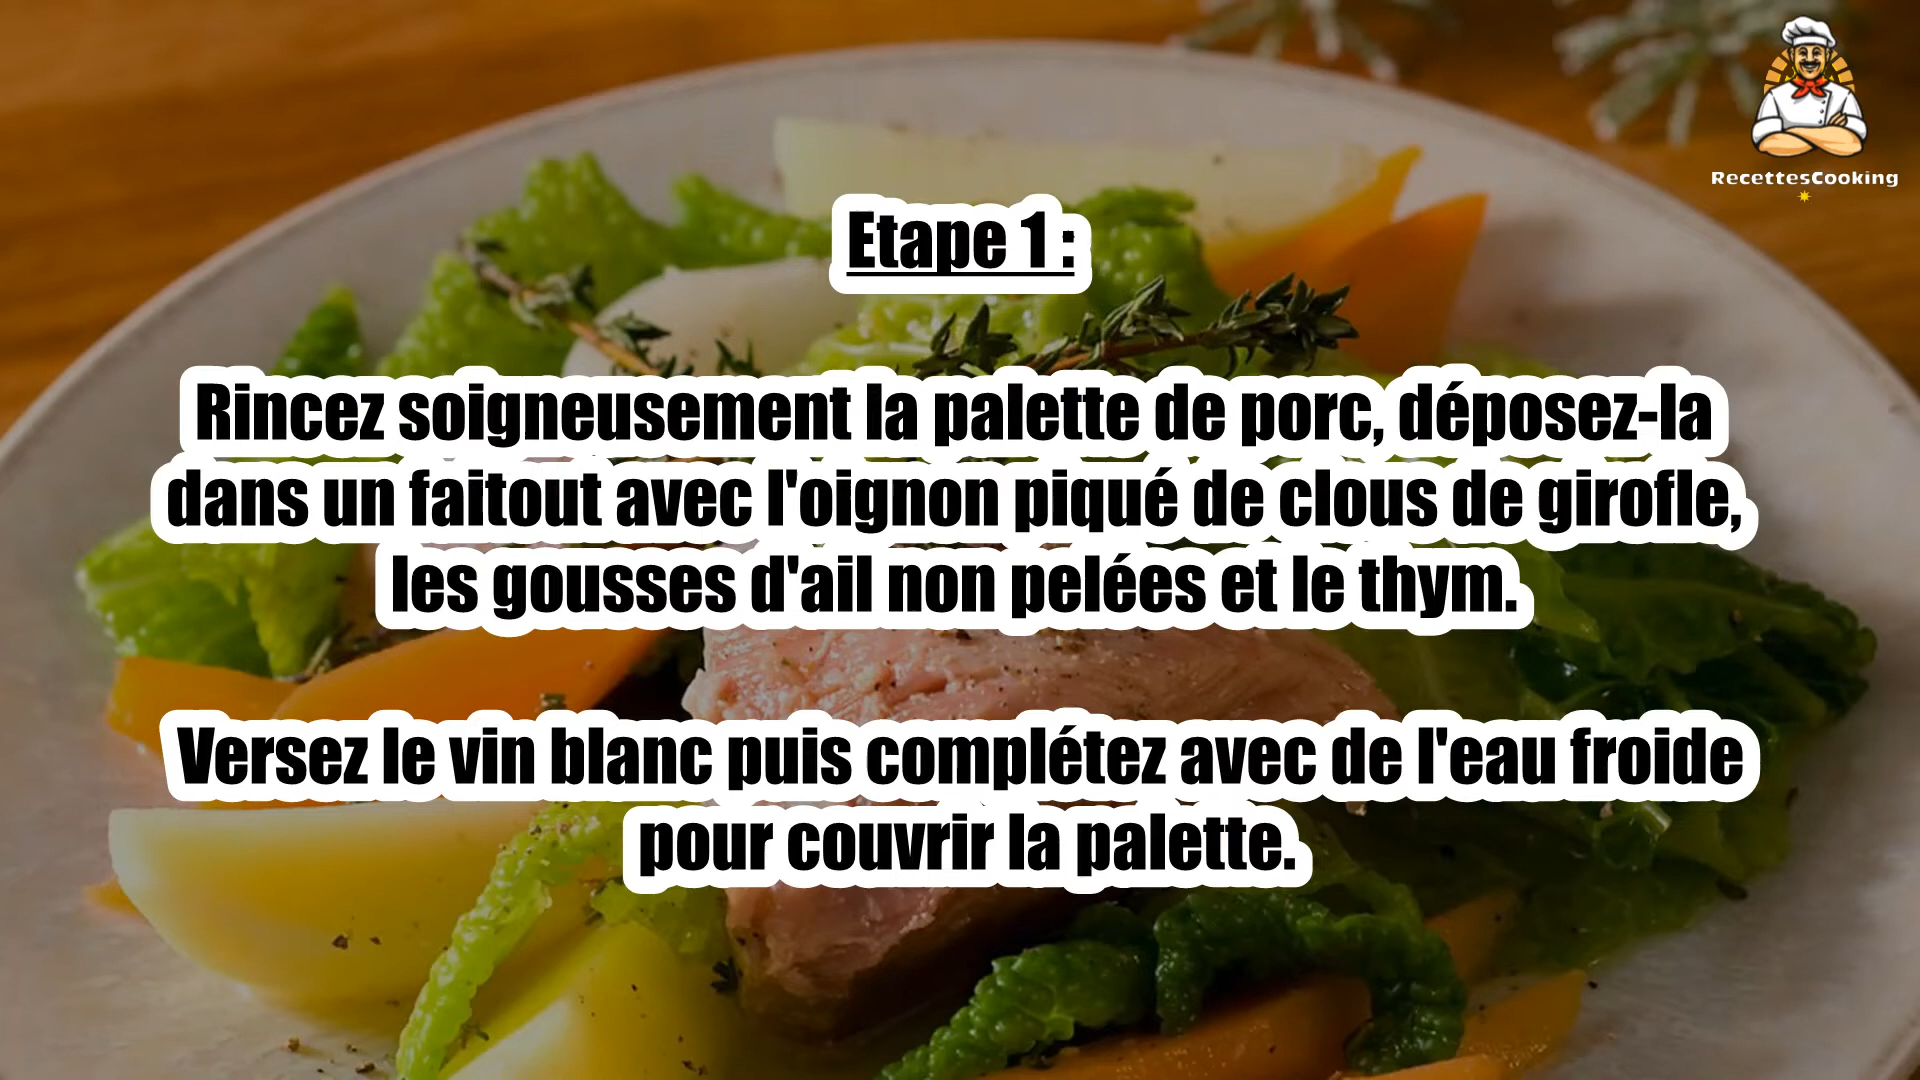 RecettesCooking
Etape 1 :
Rincez soigneusement la palette de porc, déposez-la
dans un faitout avec l'oignon piqué de clous de girofle,
les gousses d'ail non pelées et le thym.
Versez le vin blanc puis complétez avec de l'eau froide
pour couvrir la palette.